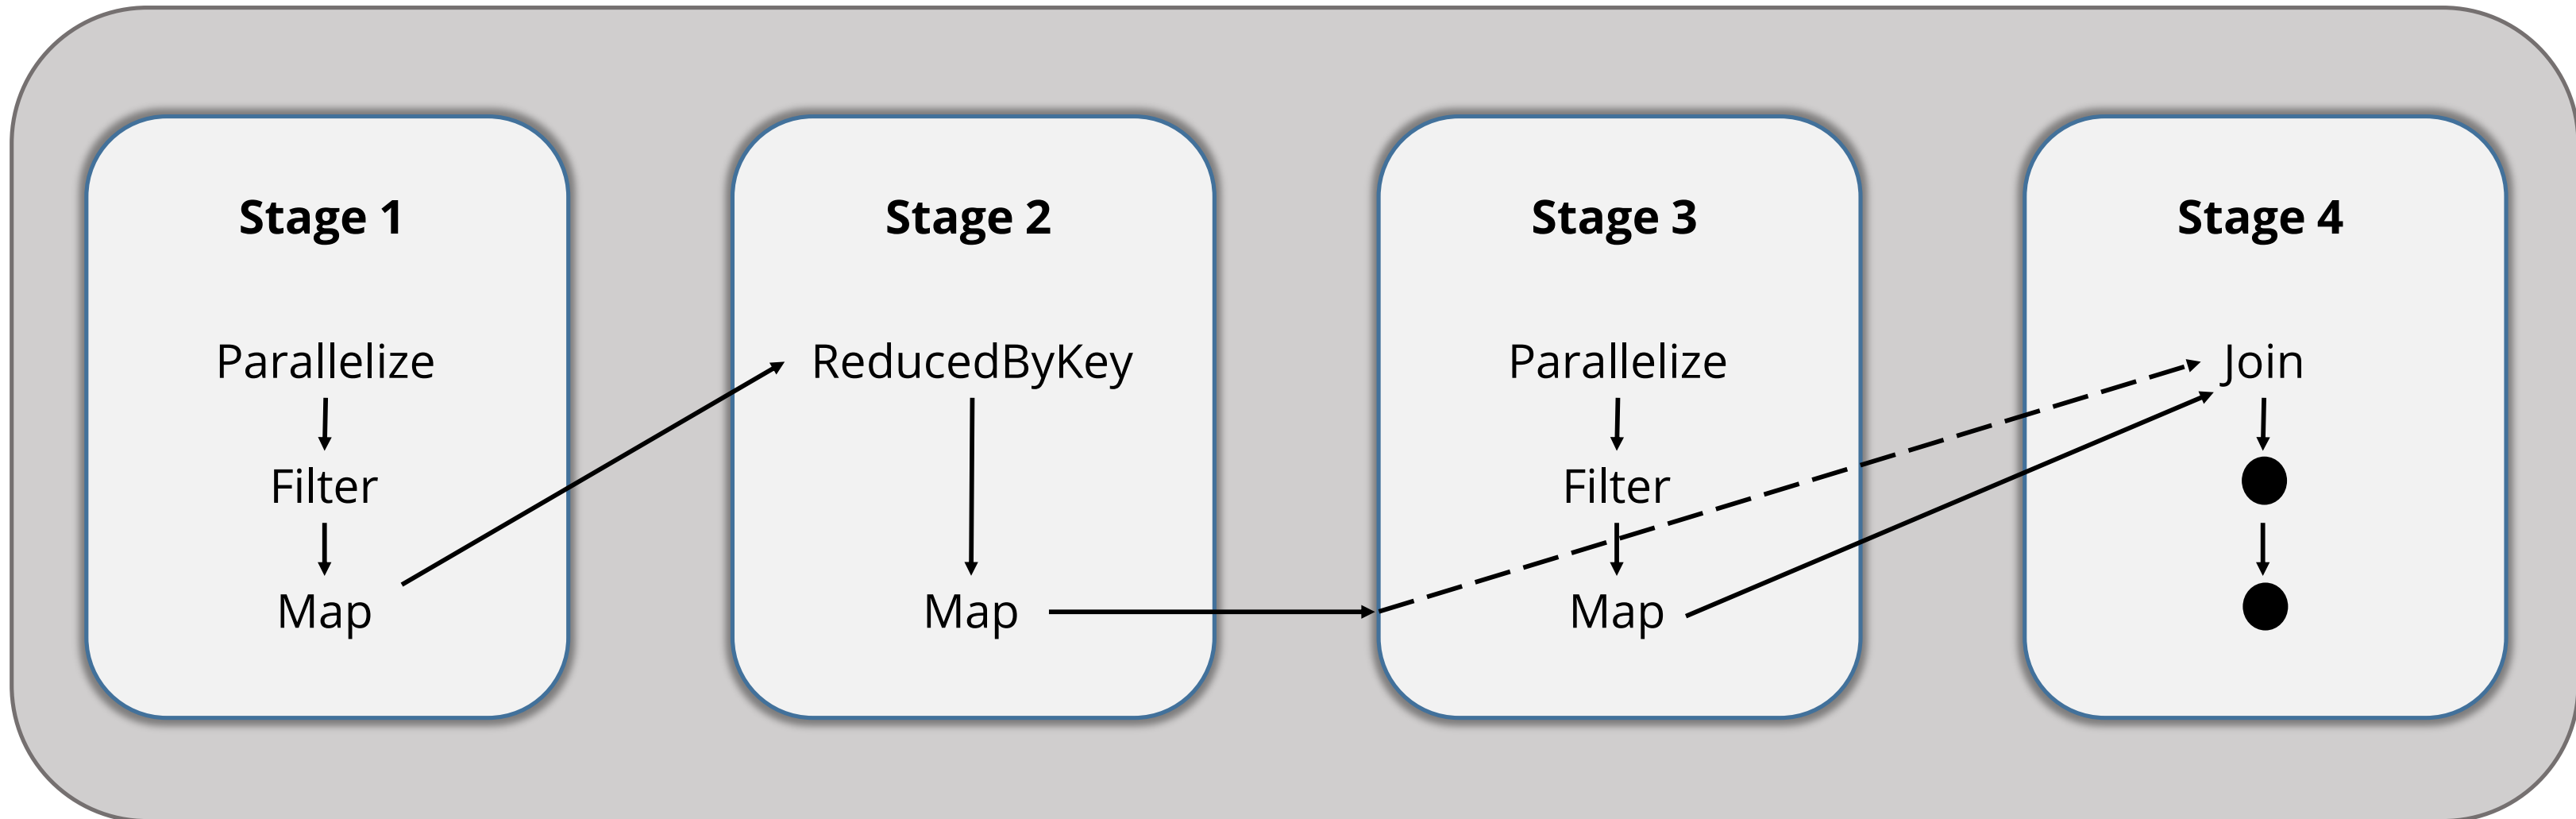 Stage 1
Parallelize
Filter
Map
Stage 2
ReducedByKey
Map
Stage 3
Parallelize
Filter
Map
Stage 4
Join